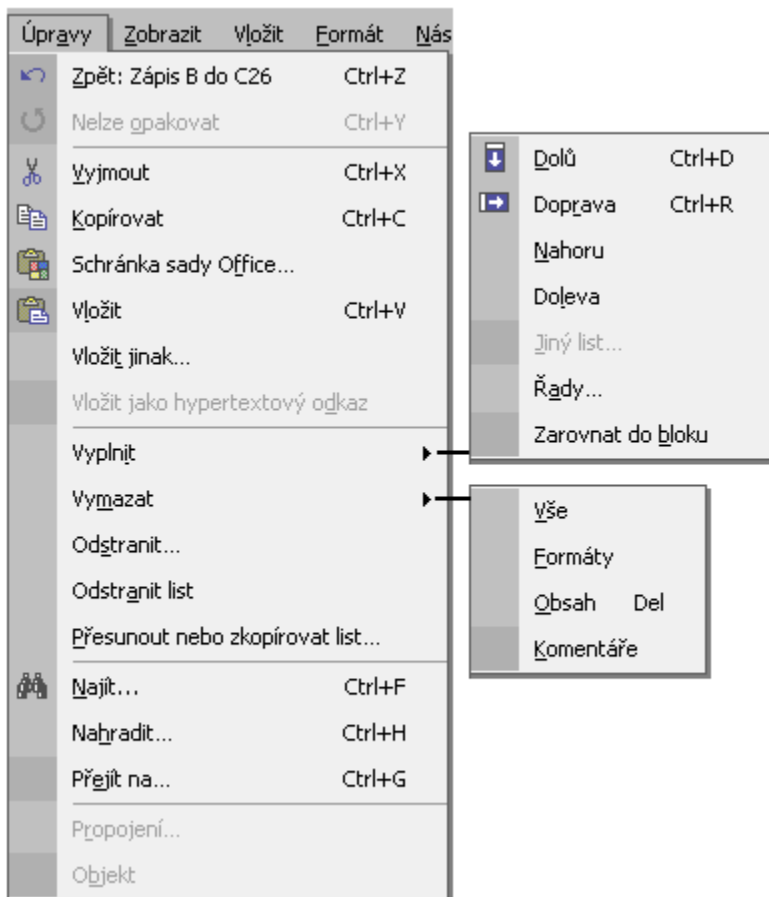 Úpravy Zobrazit Vložit Formát Nás
Zpět: Zápis B do C26 Ctrl+Z
Nelze opakovat Ctrl+Y
Vyjmout Ctrl+X
Kopírovat Ctrl+C
Schránka sady Office...
Vložit Ctrl+V
Vložit jinak...
Vložit jako hypertextový odkaz
Vyplnit
Vymazat
Odstranit...
Odstranit list
Přesunout nebo zkopírovat list...
Najít... Ctrl+F
Nahradit... Ctrl+H
Přejít na... Ctrl+G
Propojení...
Objekt
Dolů Ctrl+D
Doprava Ctrl+R
Nahoru
Doleva
Jiný list...
Řady...
Zarovnat do bloku
Vše
Formáty
Obsah Del
Komentáře